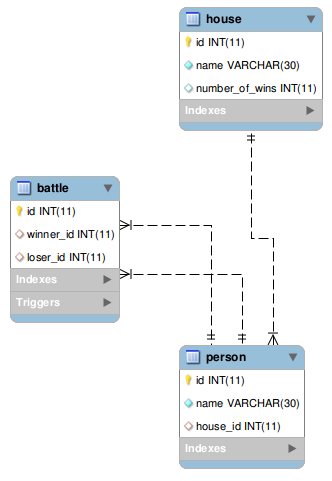 house
id INT(11)
name VARCHAR(30)
number_of_wins INT(11)
Indexes
battle
id INT(11)
winner_id INT(11)
loser_id INT(11)
Indexes
Triggers
person
id INT(11)
name VARCHAR(30)
house_id INT(11)
Indexes